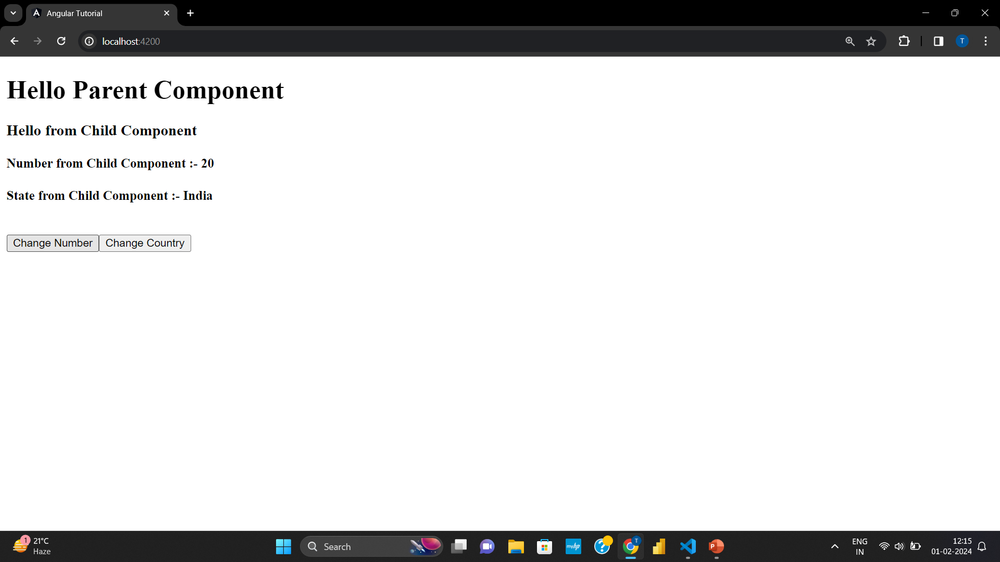 Angular Tutorial
localhost:4200
T
Hello Parent Component
Hello from Child Component
Number from Child Component :- 20
State from Child Component :- India
Change Number Change Country
1
21°C
Haze
Search
myhp
?
T
P
ENG
IN
12:15
01-02-2024